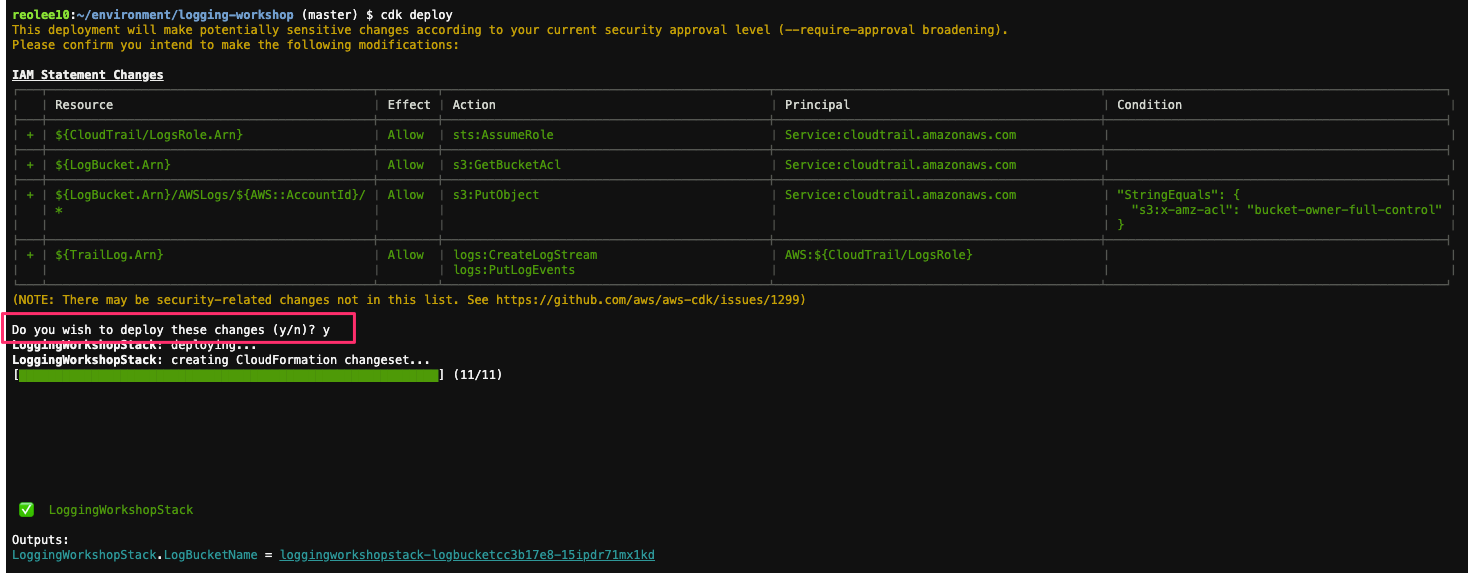 reolee10:~/environment/logging-workshop (master) $ cdk deploy
This deployment will make potentially sensitive changes according to your current security approval level (--require-approval broadening).
Please confirm you intend to make the following modifications:
IAM Statement Changes
Resource Effect Action Principal Condition
+ ${CloudTrail/LogsRole.Arn} Allow sts:AssumeRole Service:cloudtrail.amazonaws.com
+ ${LogBucket.Arn} Allow s3:GetBucketAcl Service:cloudtrail.amazonaws.com
+ ${LogBucket.Arn}/AWSLogs/${AWS::AccountId}/ Allow s3:PutObject Service:cloudtrail.amazonaws.com "StringEquals": {
* "s3:x-amz-acl": "bucket-owner-full-control"
}
+ ${TrailLog.Arn} Allow logs:CreateLogStream AWS:${CloudTrail/LogsRole}
logs:PutLogEvents
(NOTE: There may be security-related changes not in this list. See https://github.com/aws/aws-cdk/issues/1299)
Do you wish to deploy these changes (y/n)? y
LoggingWorkshopStack: deploying...
LoggingWorkshopStack: creating CloudFormation changeset...
[] (11/11)
✅ LoggingWorkshopStack
Outputs:
LoggingWorkshopStack.LogBucketName = loggingworkshopstack-logbucketcc3b17e8-15ipdr71mx1kd